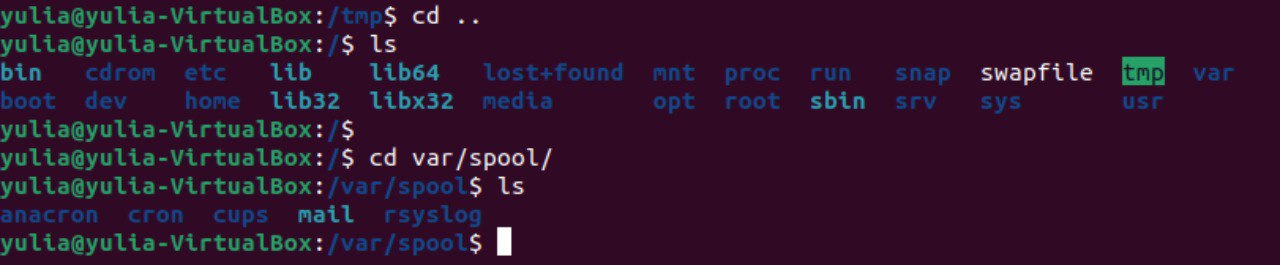 yulia@yulia-VirtualBox:/tmp$ cd ..
yulia@yulia-VirtualBox:/$ ls
bin cdrom etc lib lib64 lost+found mnt proc run snap swapfile tmp var
boot dev home lib32 libx32 media opt root sbin srv sys usr
yulia@yulia-VirtualBox:/$
yulia@yulia-VirtualBox:/$ cd var/spool/
yulia@yulia-VirtualBox:/var/spool$ ls
anacron cron cups mail rsyslog
yulia@yulia-VirtualBox:/var/spool$